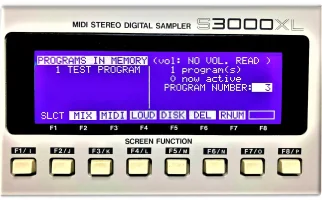 MIDI STEREO DIGITAL SAMPLER S3000XL
PROGRAMS IN MEMORY (vol: NO VOL. READ )
1 TEST PROGRAM 1 program(s)
0 now active
PROGRAM NUMBER: 3
SLCT MIX MIDI LOUD DISK DEL RNUM
F1 F2 F3 F4 F5 F6 F7 F8
SCREEN FUNCTION
F1/I F2/J F3/K F4/L F5/M F6/N F7/O F8/P